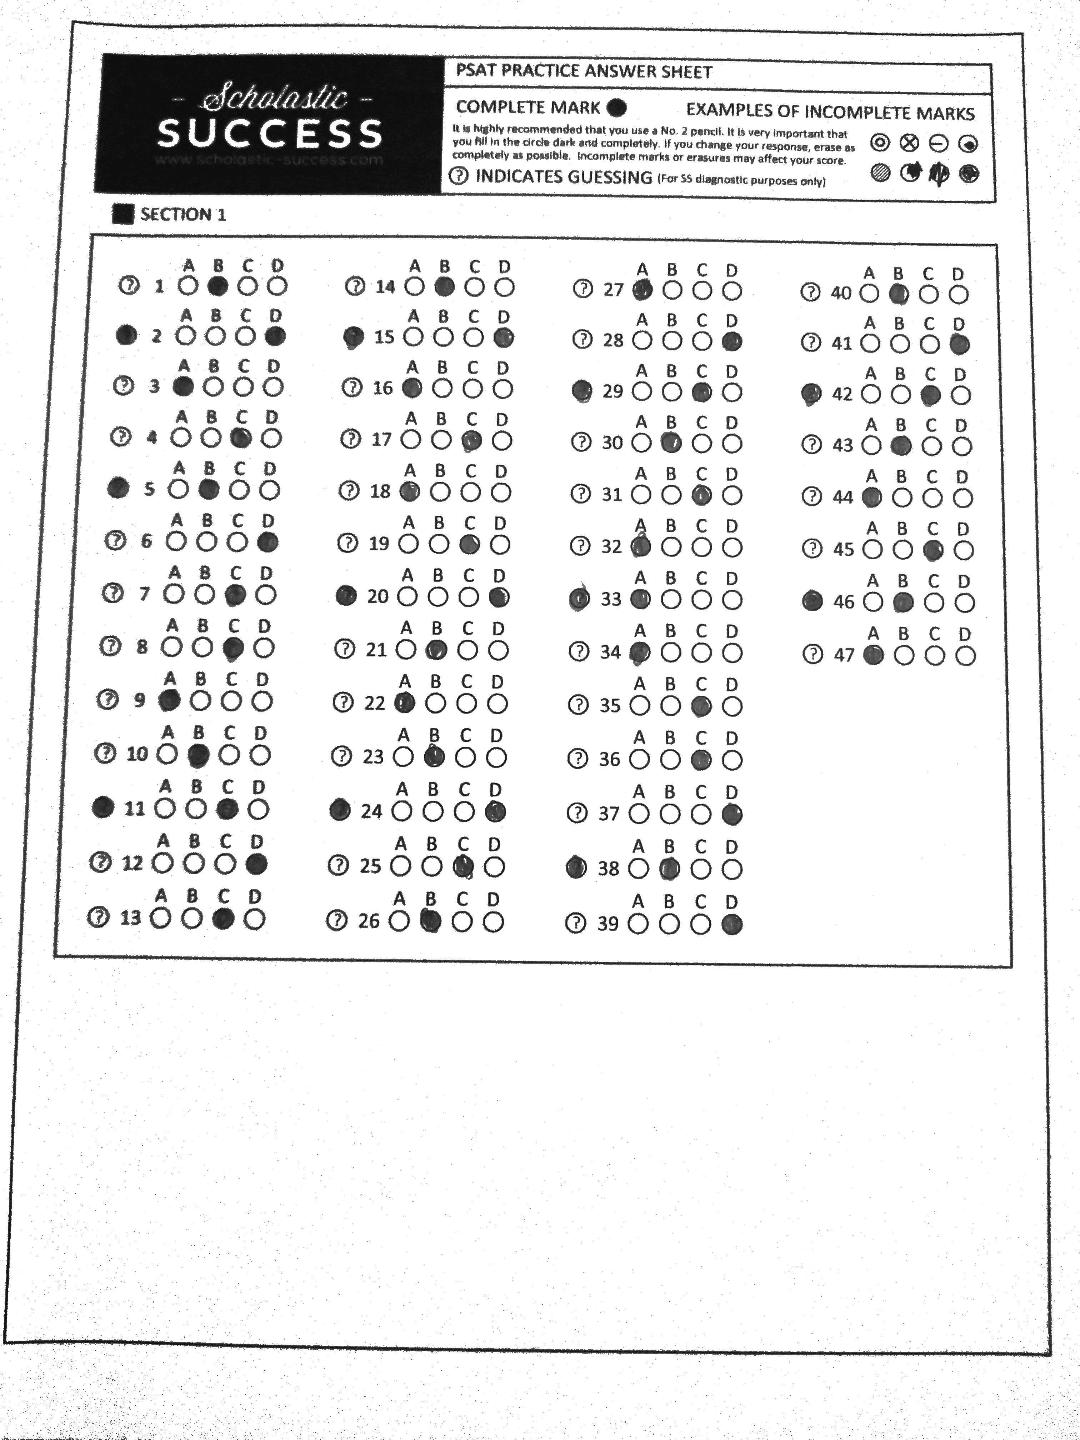 - Scholastic -
SUCCESS
www.scholastic-success.com
PSAT PRACTICE ANSWER SHEET
COMPLETE MARK
EXAMPLES OF INCOMPLETE MARKS
It is highly recommended that you use a No. 2 pencil. It is very important that
you fill in the circle dark and completely. If you change your response, erase as
completely as possible. Incomplete marks or erasures may affect your score.
? INDICATES GUESSING (For SS diagnostic purposes only)
SECTION 1
A B C D
? 1
A B C D
2
A B C D
? 3
A B C D
? 4
A B C D
5
A B C D
? 6
A B C D
? 7
A B C D
? 8
A B C D
? 9
A B C D
? 10
A B C D
11
A B C D
? 12
A B C D
? 13
A B C D
? 14
A B C D
15
A B C D
? 16
A B C D
? 17
A B C D
? 18
A B C D
? 19
A B C D
20
A B C D
? 21
A B C D
? 22
A B C D
? 23
A B C D
24
A B C D
? 25
A B C D
? 26
A B C D
? 27
A B C D
? 28
A B C D
29
A B C D
? 30
A B C D
? 31
A B C D
? 32
A B C D
33
A B C D
? 34
A B C D
? 35
A B C D
? 36
A B C D
? 37
A B C D
38
A B C D
? 39
A B C D
? 40
A B C D
? 41
A B C D
42
A B C D
? 43
A B C D
? 44
A B C D
? 45
A B C D
46
A B C D
? 47